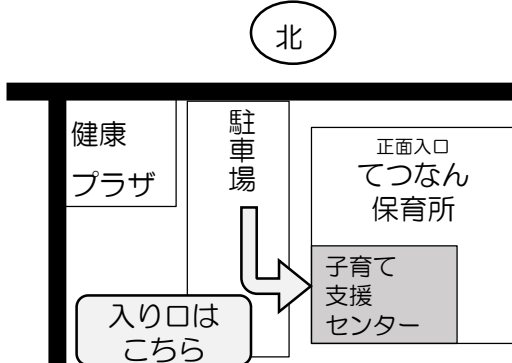 北
健康
プラザ
駐車場
正面入口
てつなん
保育所
子育て
支援
センター
入り口は
こちら